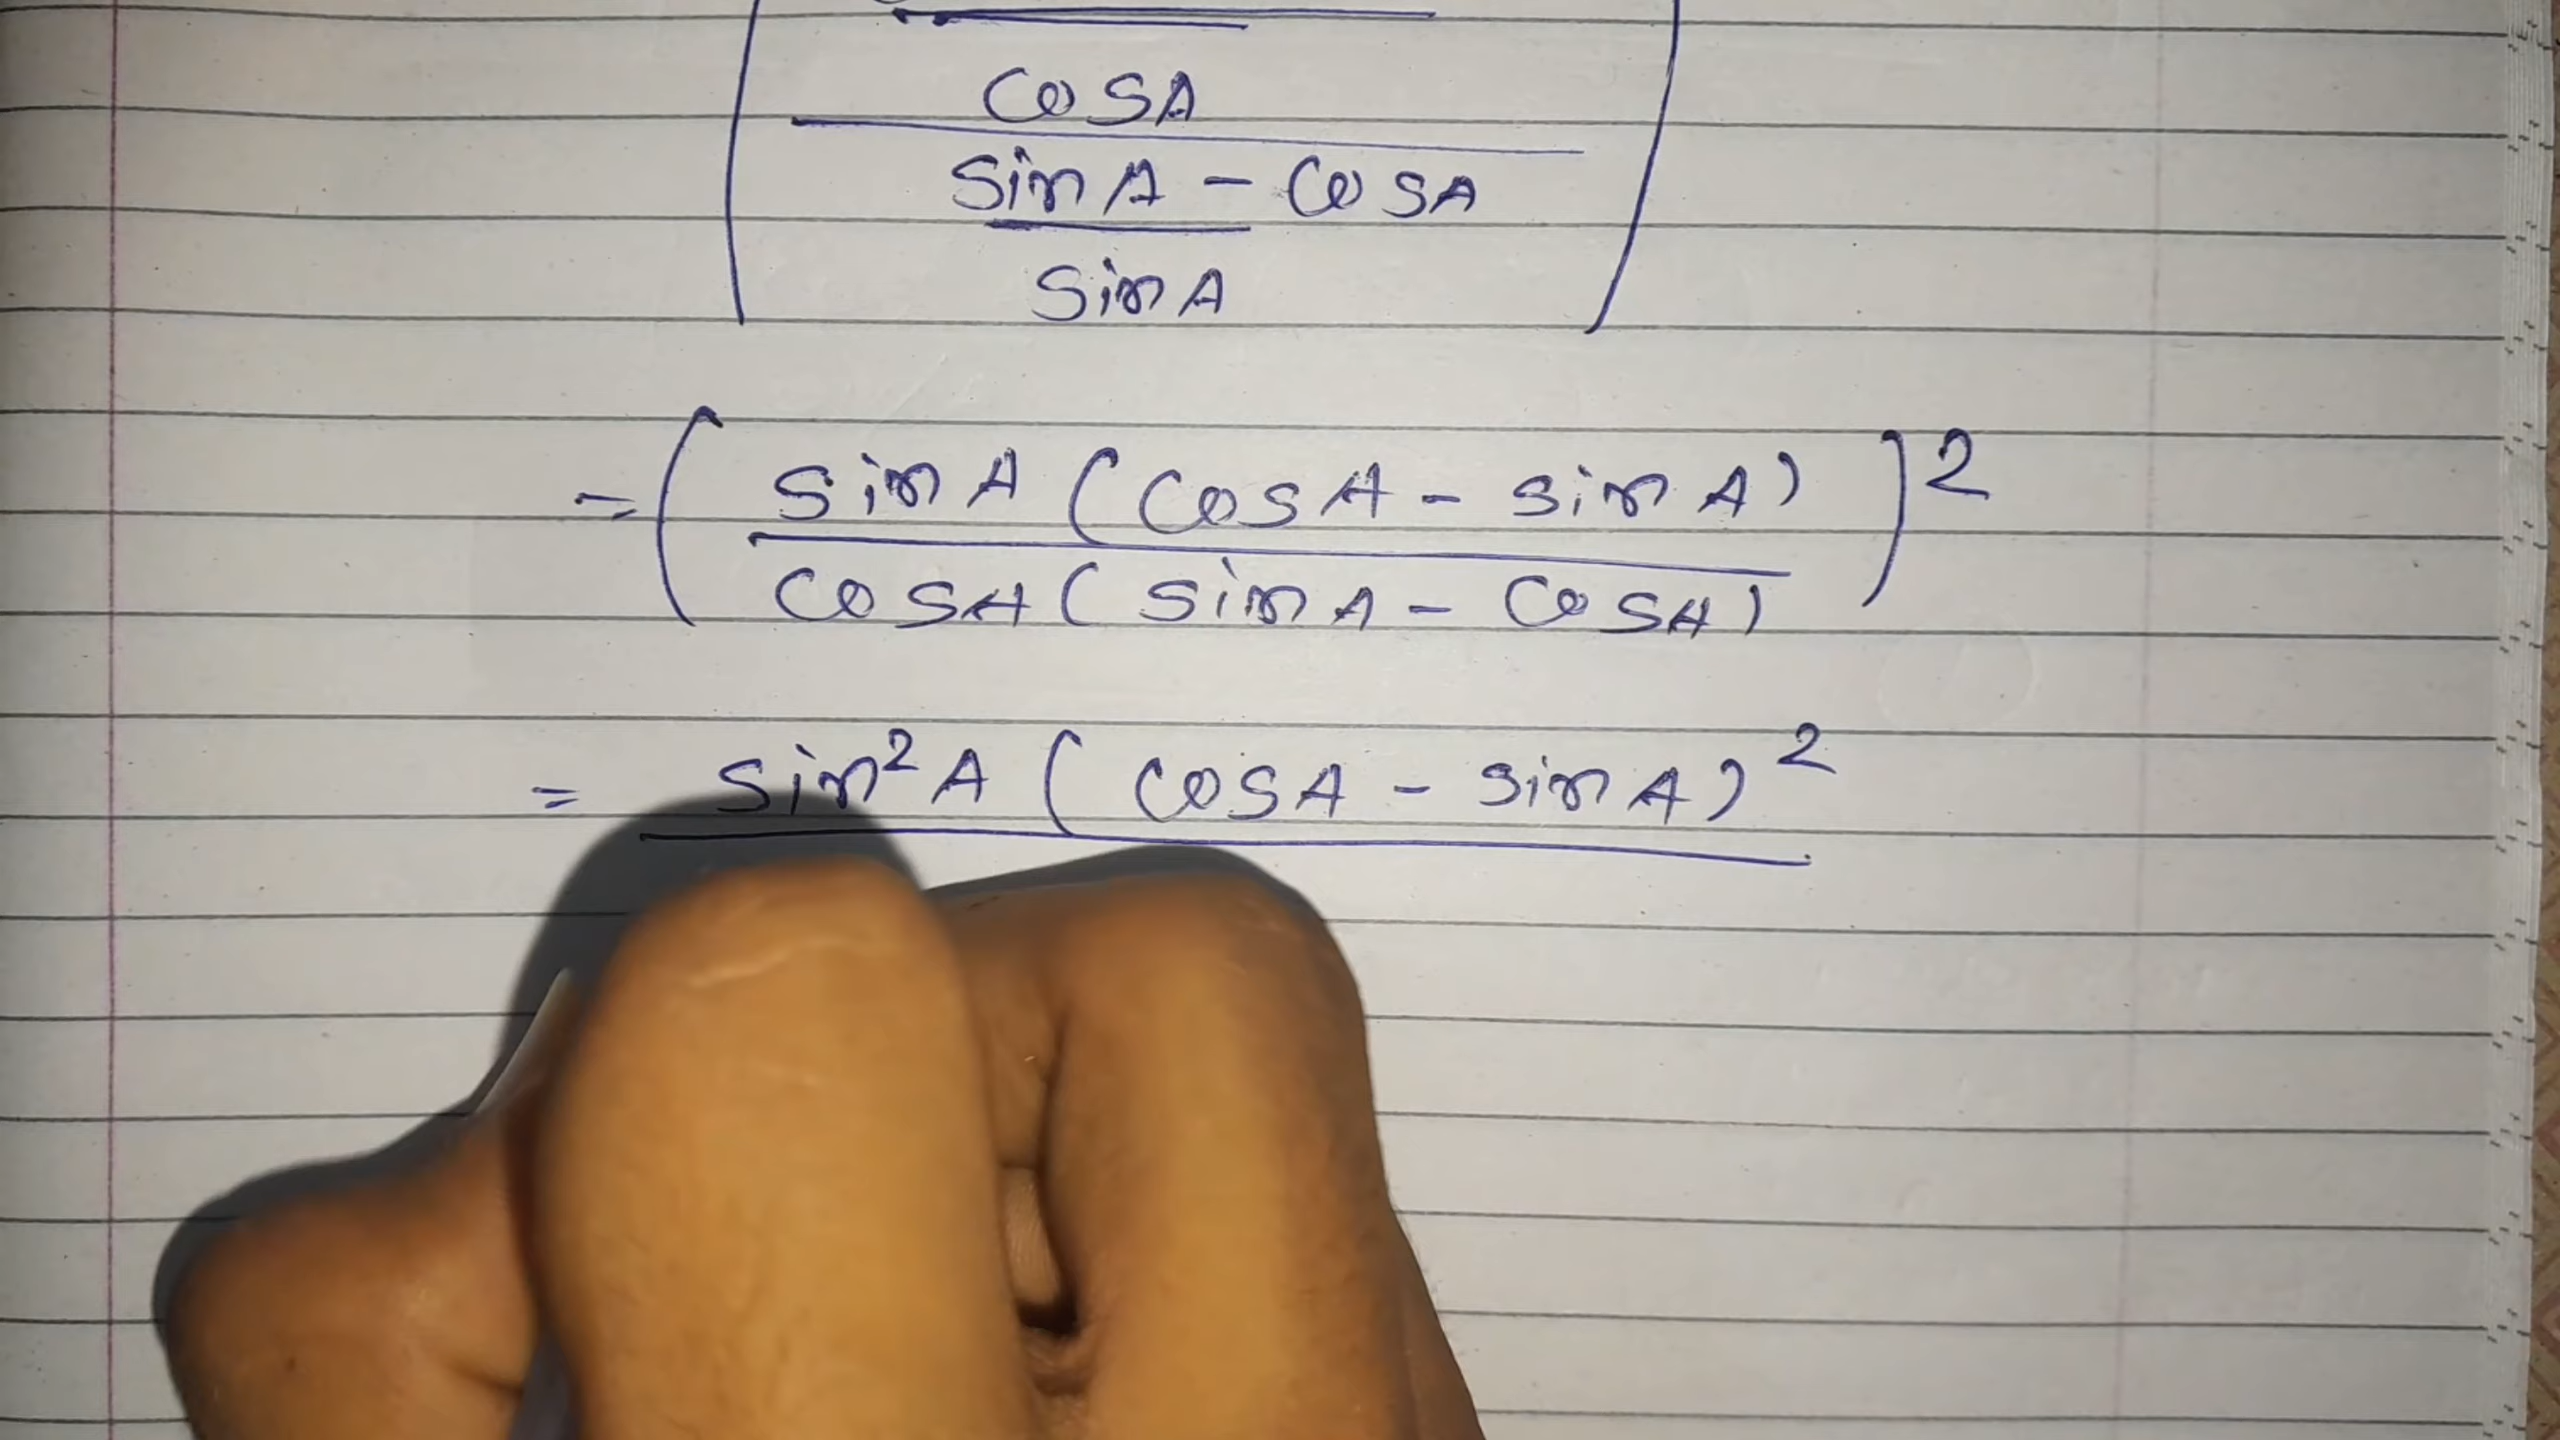 cosA
sinA - cosA
sinA
= ( sinA (cosA - sinA) )²
cosA (sinA - cosA)
= sin²A (cosA - sinA)²